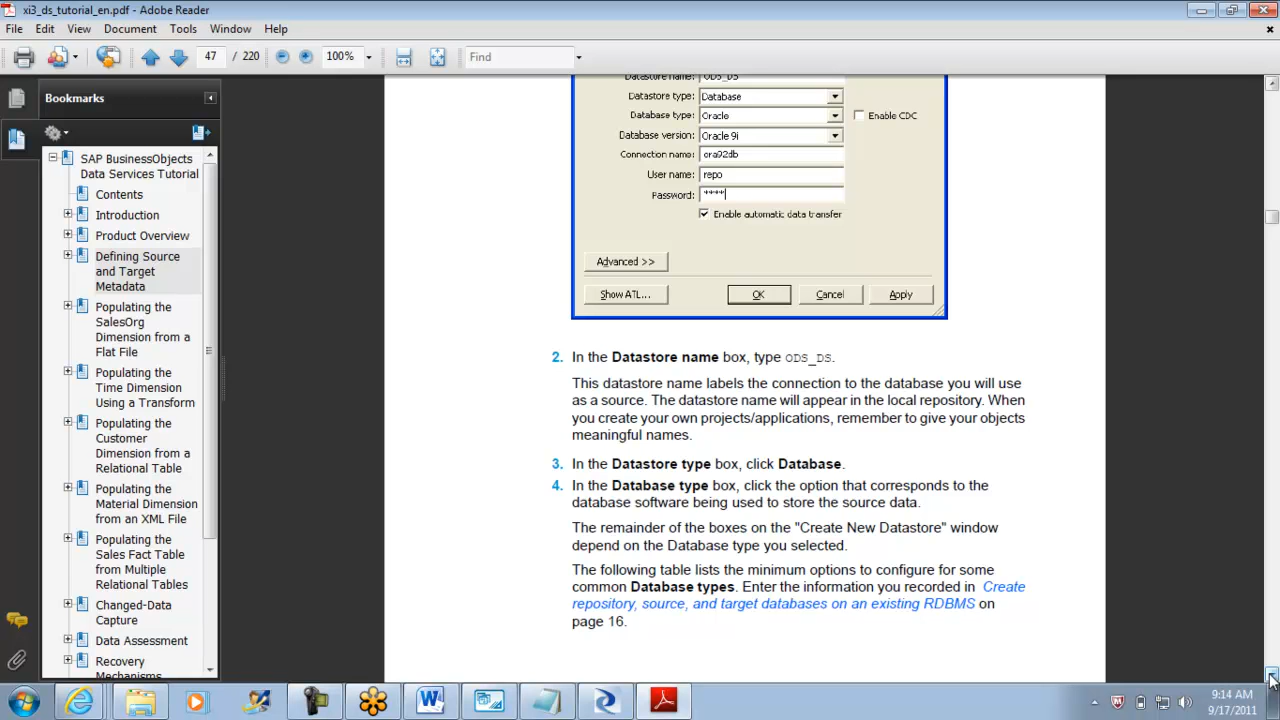 xi3_ds_tutorial_en.pdf - Adobe Reader
File Edit View Document Tools Window Help
47 / 220 100% Find
Bookmarks
SAP BusinessObjects
Data Services Tutorial
Contents
Introduction
Product Overview
Defining Source
and Target
Metadata
Populating the
SalesOrg
Dimension from a
Flat File
Populating the
Time Dimension
Using a Transform
Populating the
Customer
Dimension from a
Relational Table
Populating the
Material Dimension
from an XML File
Populating the
Sales Fact Table
from Multiple
Relational Tables
Changed-Data
Capture
Data Assessment
Recovery
Mechanisms
Datastore name: ODS_DS
Datastore type: Database
Database type: Oracle Enable CDC
Database version: Oracle 9i
Connection name: ora92db
User name: repo
Password: ****
Enable automatic data transfer
Advanced >>
Show ATL... OK Cancel Apply
2. In the Datastore name box, type ODS_DS.
This datastore name labels the connection to the database you will use
as a source. The datastore name will appear in the local repository. When
you create your own projects/applications, remember to give your objects
meaningful names.
3. In the Datastore type box, click Database.
4. In the Database type box, click the option that corresponds to the
database software being used to store the source data.
The remainder of the boxes on the "Create New Datastore" window
depend on the Database type you selected.
The following table lists the minimum options to configure for some
common Database types. Enter the information you recorded in Create
repository, source, and target databases on an existing RDBMS on
page 16.
9:14 AM
9/17/2011